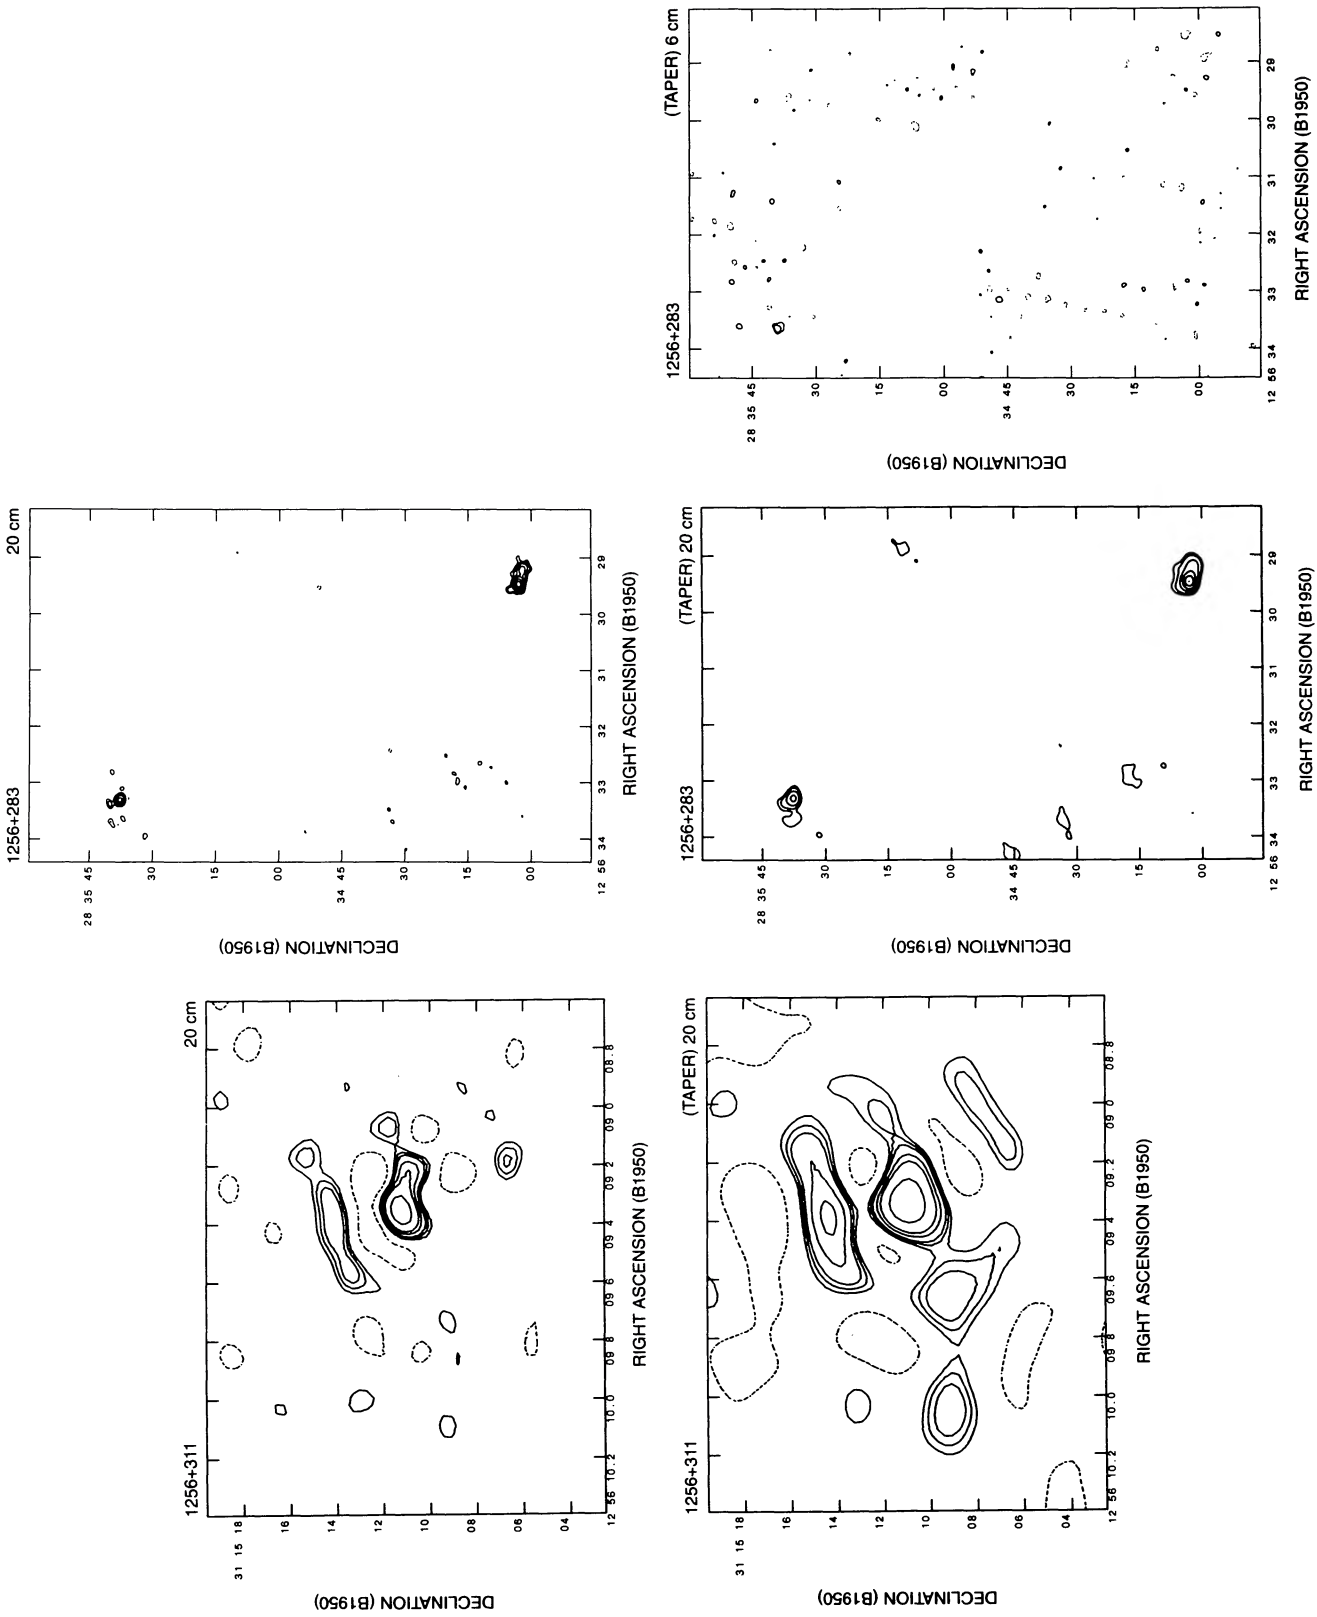 (TAPER) 6 cm
1256+283
28 35 45
30
15
00
34 45
30
15
00
DECLINATION (B1950)
12 56 34
33
32
31
30
29
RIGHT ASCENSION (B1950)
20 cm
1256+283
28 35 45
30
15
00
34 45
30
15
00
DECLINATION (B1950)
12 56 34
33
32
31
30
29
RIGHT ASCENSION (B1950)
(TAPER) 20 cm
1256+283
28 35 45
30
15
00
34 45
30
15
00
DECLINATION (B1950)
12 56 34
33
32
31
30
29
RIGHT ASCENSION (B1950)
20 cm
1256+311
31 15 18
16
14
12
10
08
06
04
DECLINATION (B1950)
12 56 10.2
10.0
09.8
09.6
09.4
09.2
09.0
08.8
RIGHT ASCENSION (B1950)
(TAPER) 20 cm
1256+311
31 15 18
16
14
12
10
08
06
04
DECLINATION (B1950)
12 56 10.2
10.0
09.8
09.6
09.4
09.2
09.0
08.8
RIGHT ASCENSION (B1950)